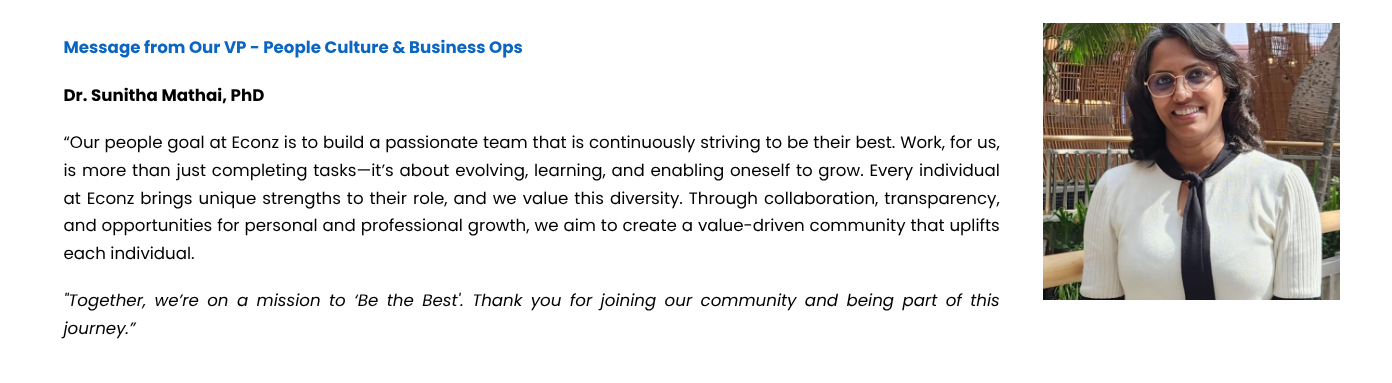 Message from Our VP - People Culture & Business Ops
Dr. Sunitha Mathai, PhD
“Our people goal at Econz is to build a passionate team that is continuously striving to be their best. Work, for us,
is more than just completing tasks—it’s about evolving, learning, and enabling oneself to grow. Every individual
at Econz brings unique strengths to their role, and we value this diversity. Through collaboration, transparency,
and opportunities for personal and professional growth, we aim to create a value-driven community that uplifts
each individual.
"Together, we’re on a mission to ‘Be the Best'. Thank you for joining our community and being part of this
journey.”